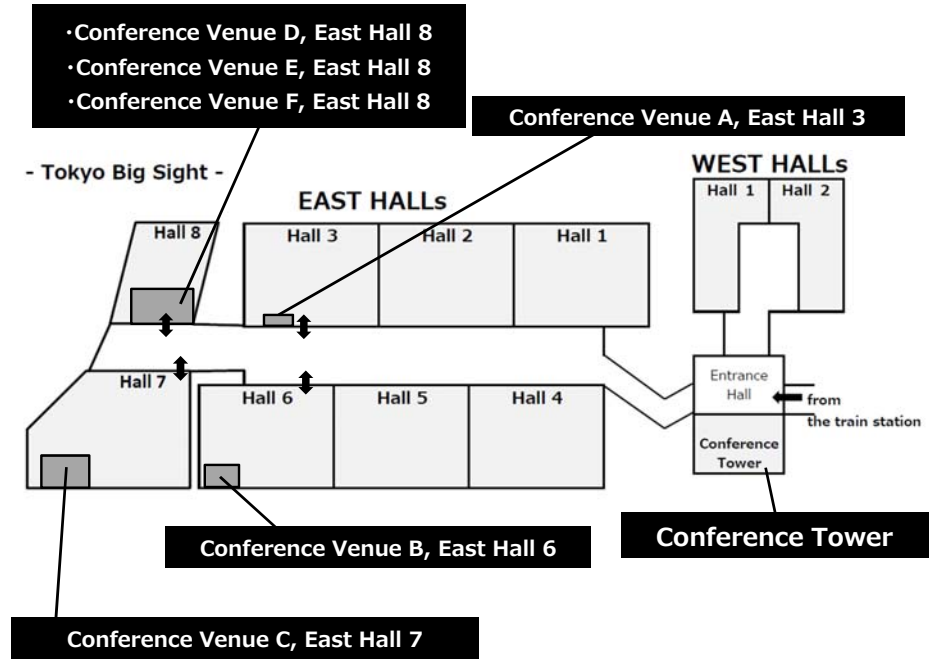 ・Conference Venue D, East Hall 8
・Conference Venue E, East Hall 8
・Conference Venue F, East Hall 8
Conference Venue A, East Hall 3
- Tokyo Big Sight -
WEST HALLs
Hall 1
Hall 2
EAST HALLs
Hall 8
Hall 3
Hall 2
Hall 1
Entrance
Hall
from
the train station
Hall 7
Hall 6
Hall 5
Hall 4
Conference
Tower
Conference Tower
Conference Venue B, East Hall 6
Conference Venue C, East Hall 7